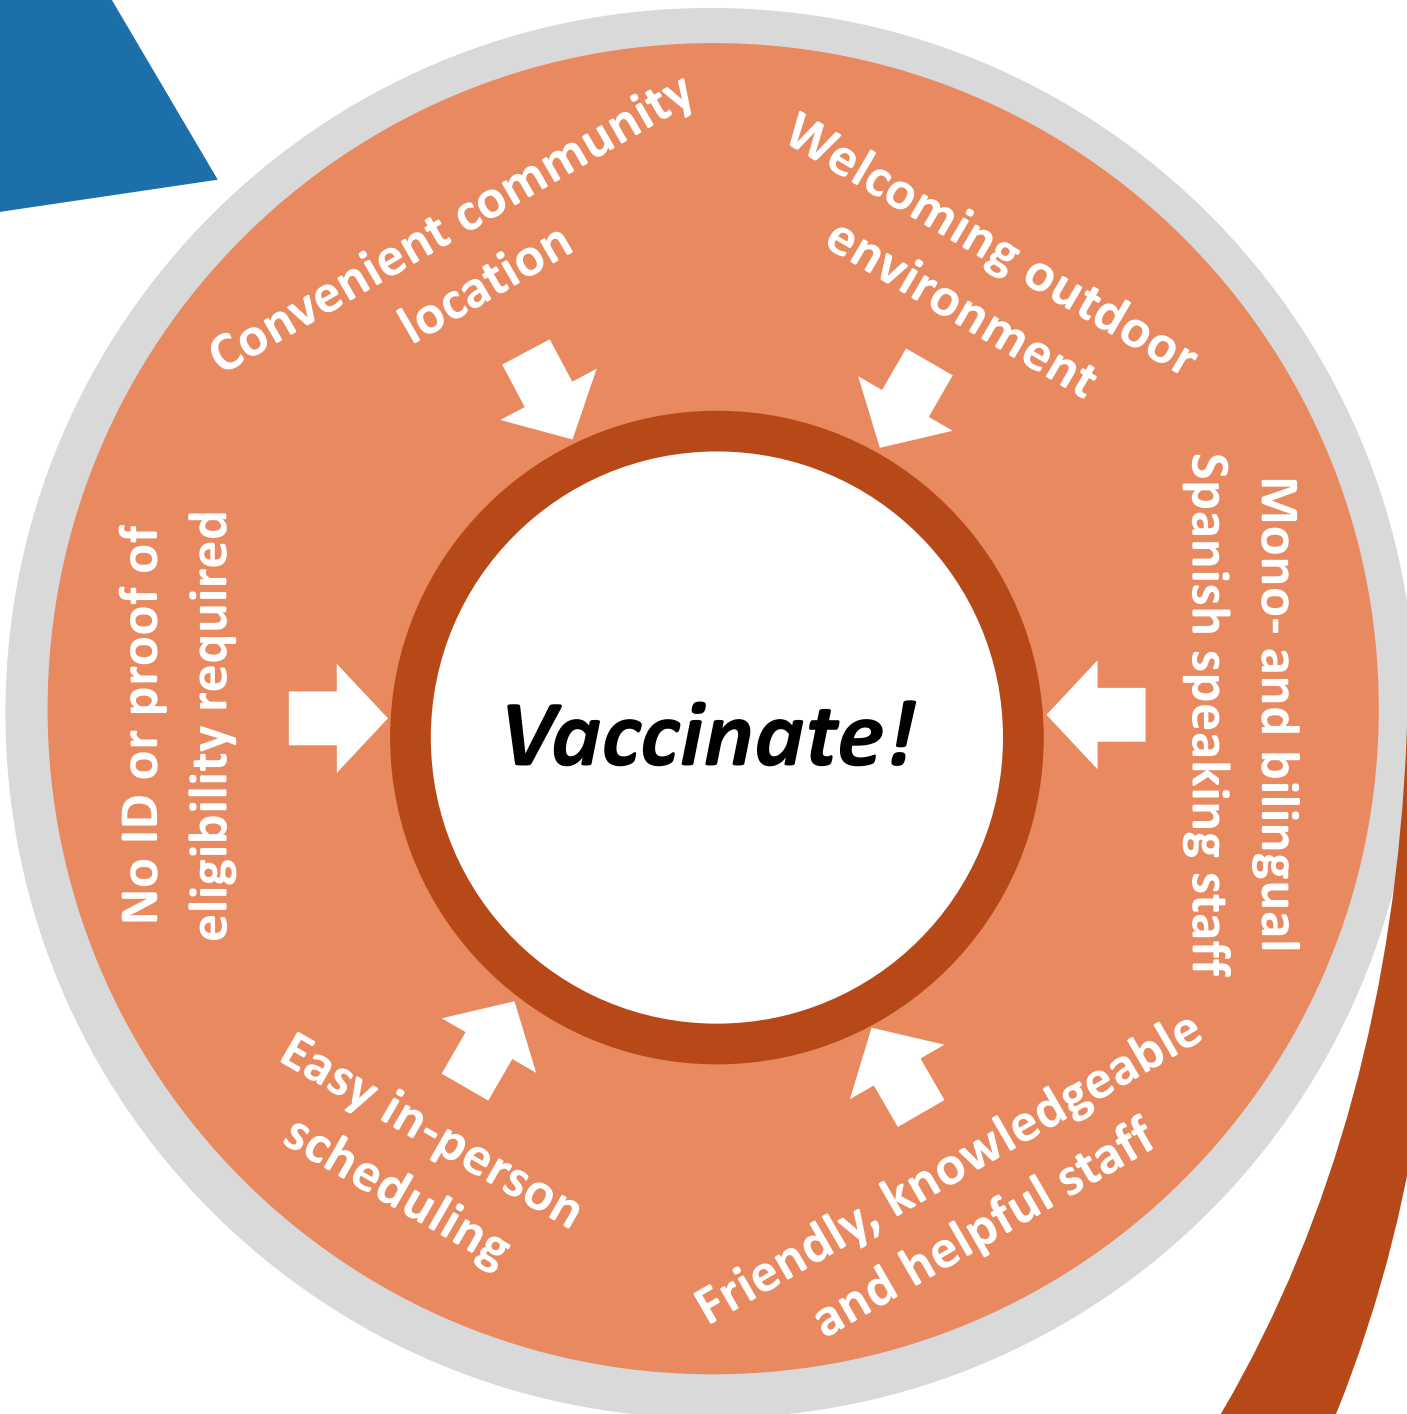 Convenient community
location
Welcoming outdoor
environment
Mono- and bilingual
Spanish speaking staff
Friendly, knowledgeable
and helpful staff
Easy in-person
scheduling
No ID or proof of
eligibility required
Vaccinate!